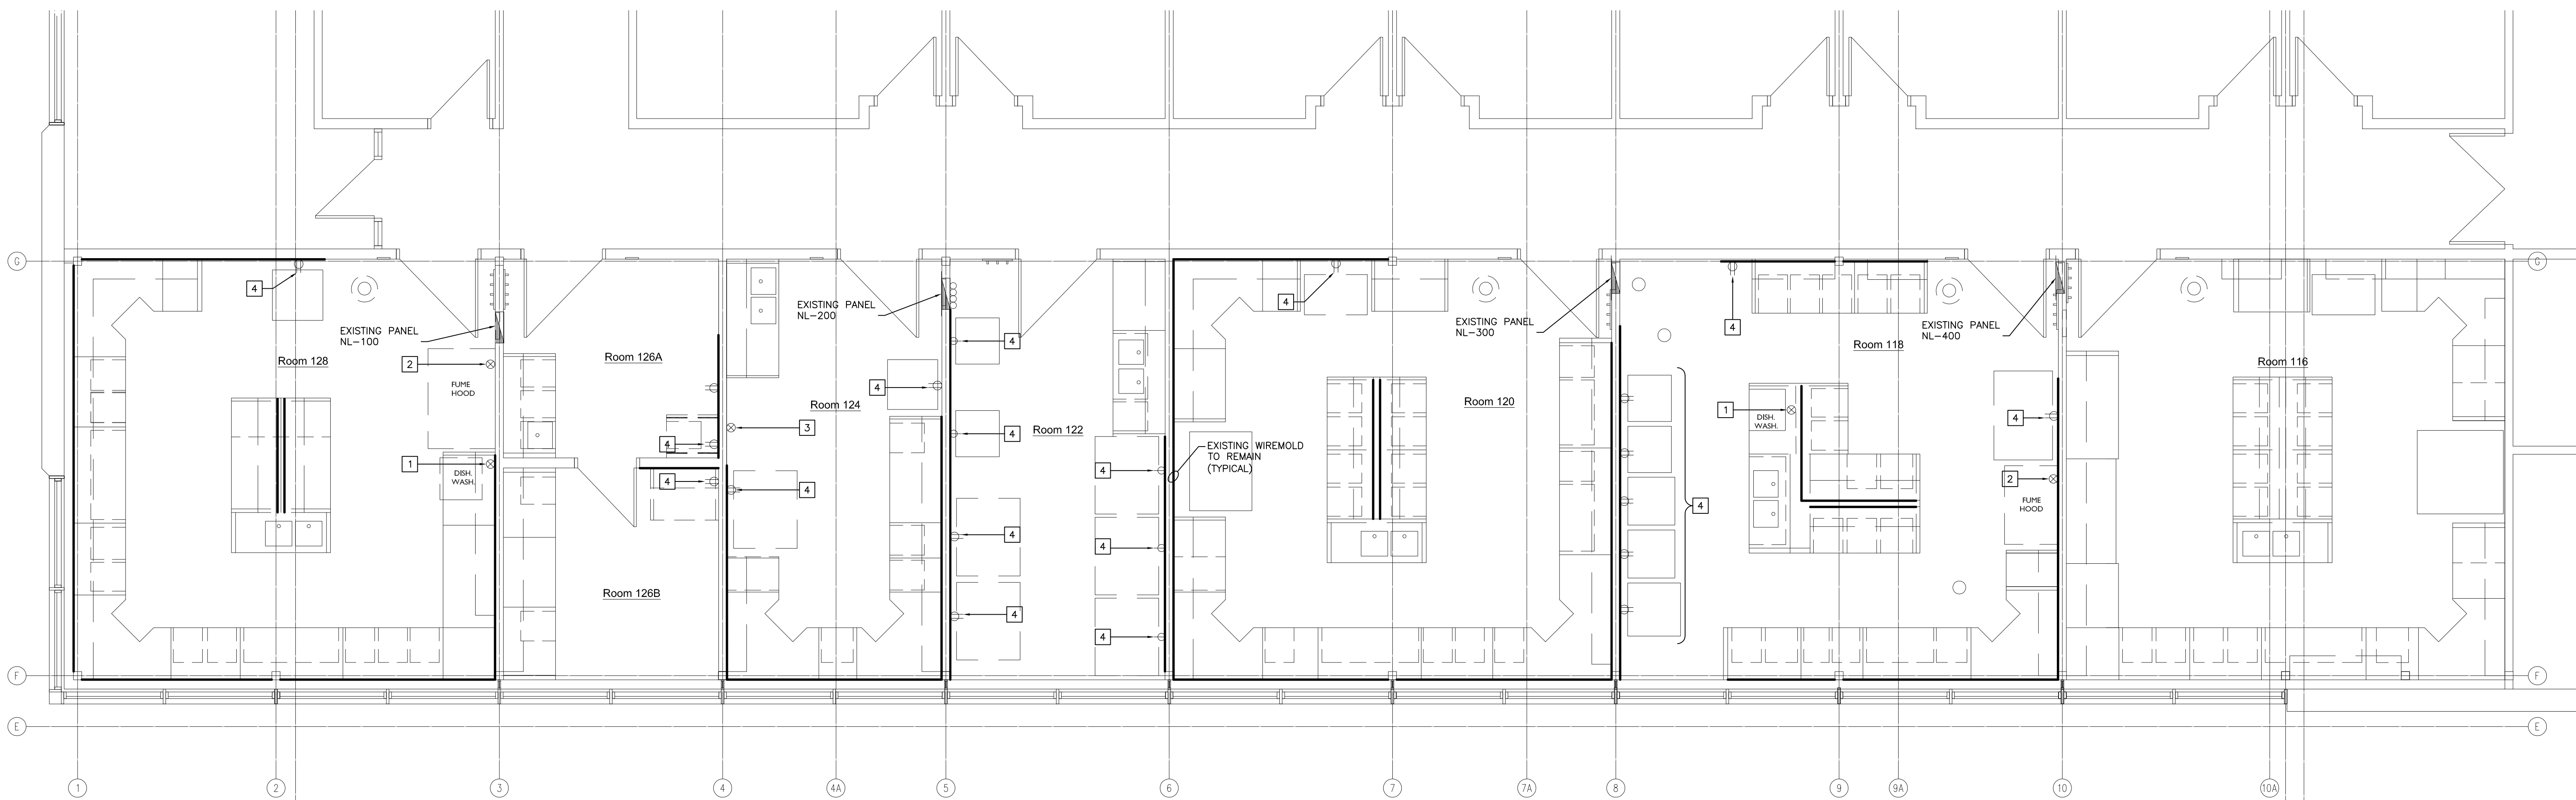 G
G
4
EXISTING PANEL
NL-100
Room 128
2
FUME
HOOD
1
DISH.
WASH.
Room 126A
4
4
Room 126B
EXISTING PANEL
NL-200
4
Room 124
3
4
4
4
Room 122
4
4
4
4
4
EXISTING WIREMOLD
TO REMAIN
(TYPICAL)
4
EXISTING PANEL
NL-300
Room 120
4
4
Room 118
1
DISH.
WASH.
EXISTING PANEL
NL-400
4
2
FUME
HOOD
Room 116
F
F
E
E
1
2
3
4
4A
5
6
7
7A
8
9
9A
10
10A